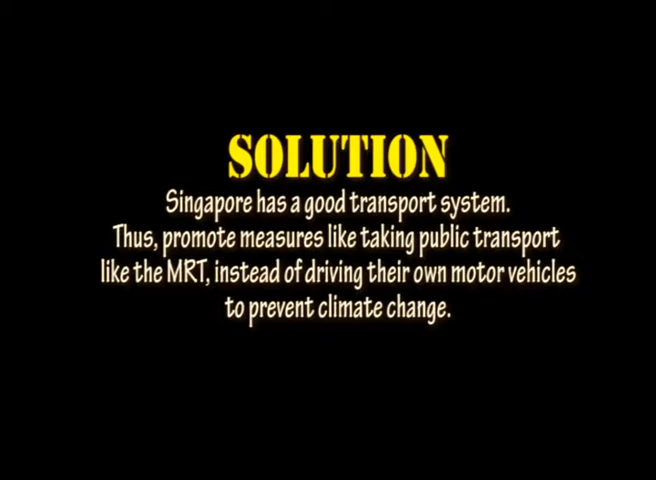 SOLUTION
Singapore has a good transport system.
Thus, promote measures like taking public transport
like the MRT, instead of driving their own motor vehicles
to prevent climate change.